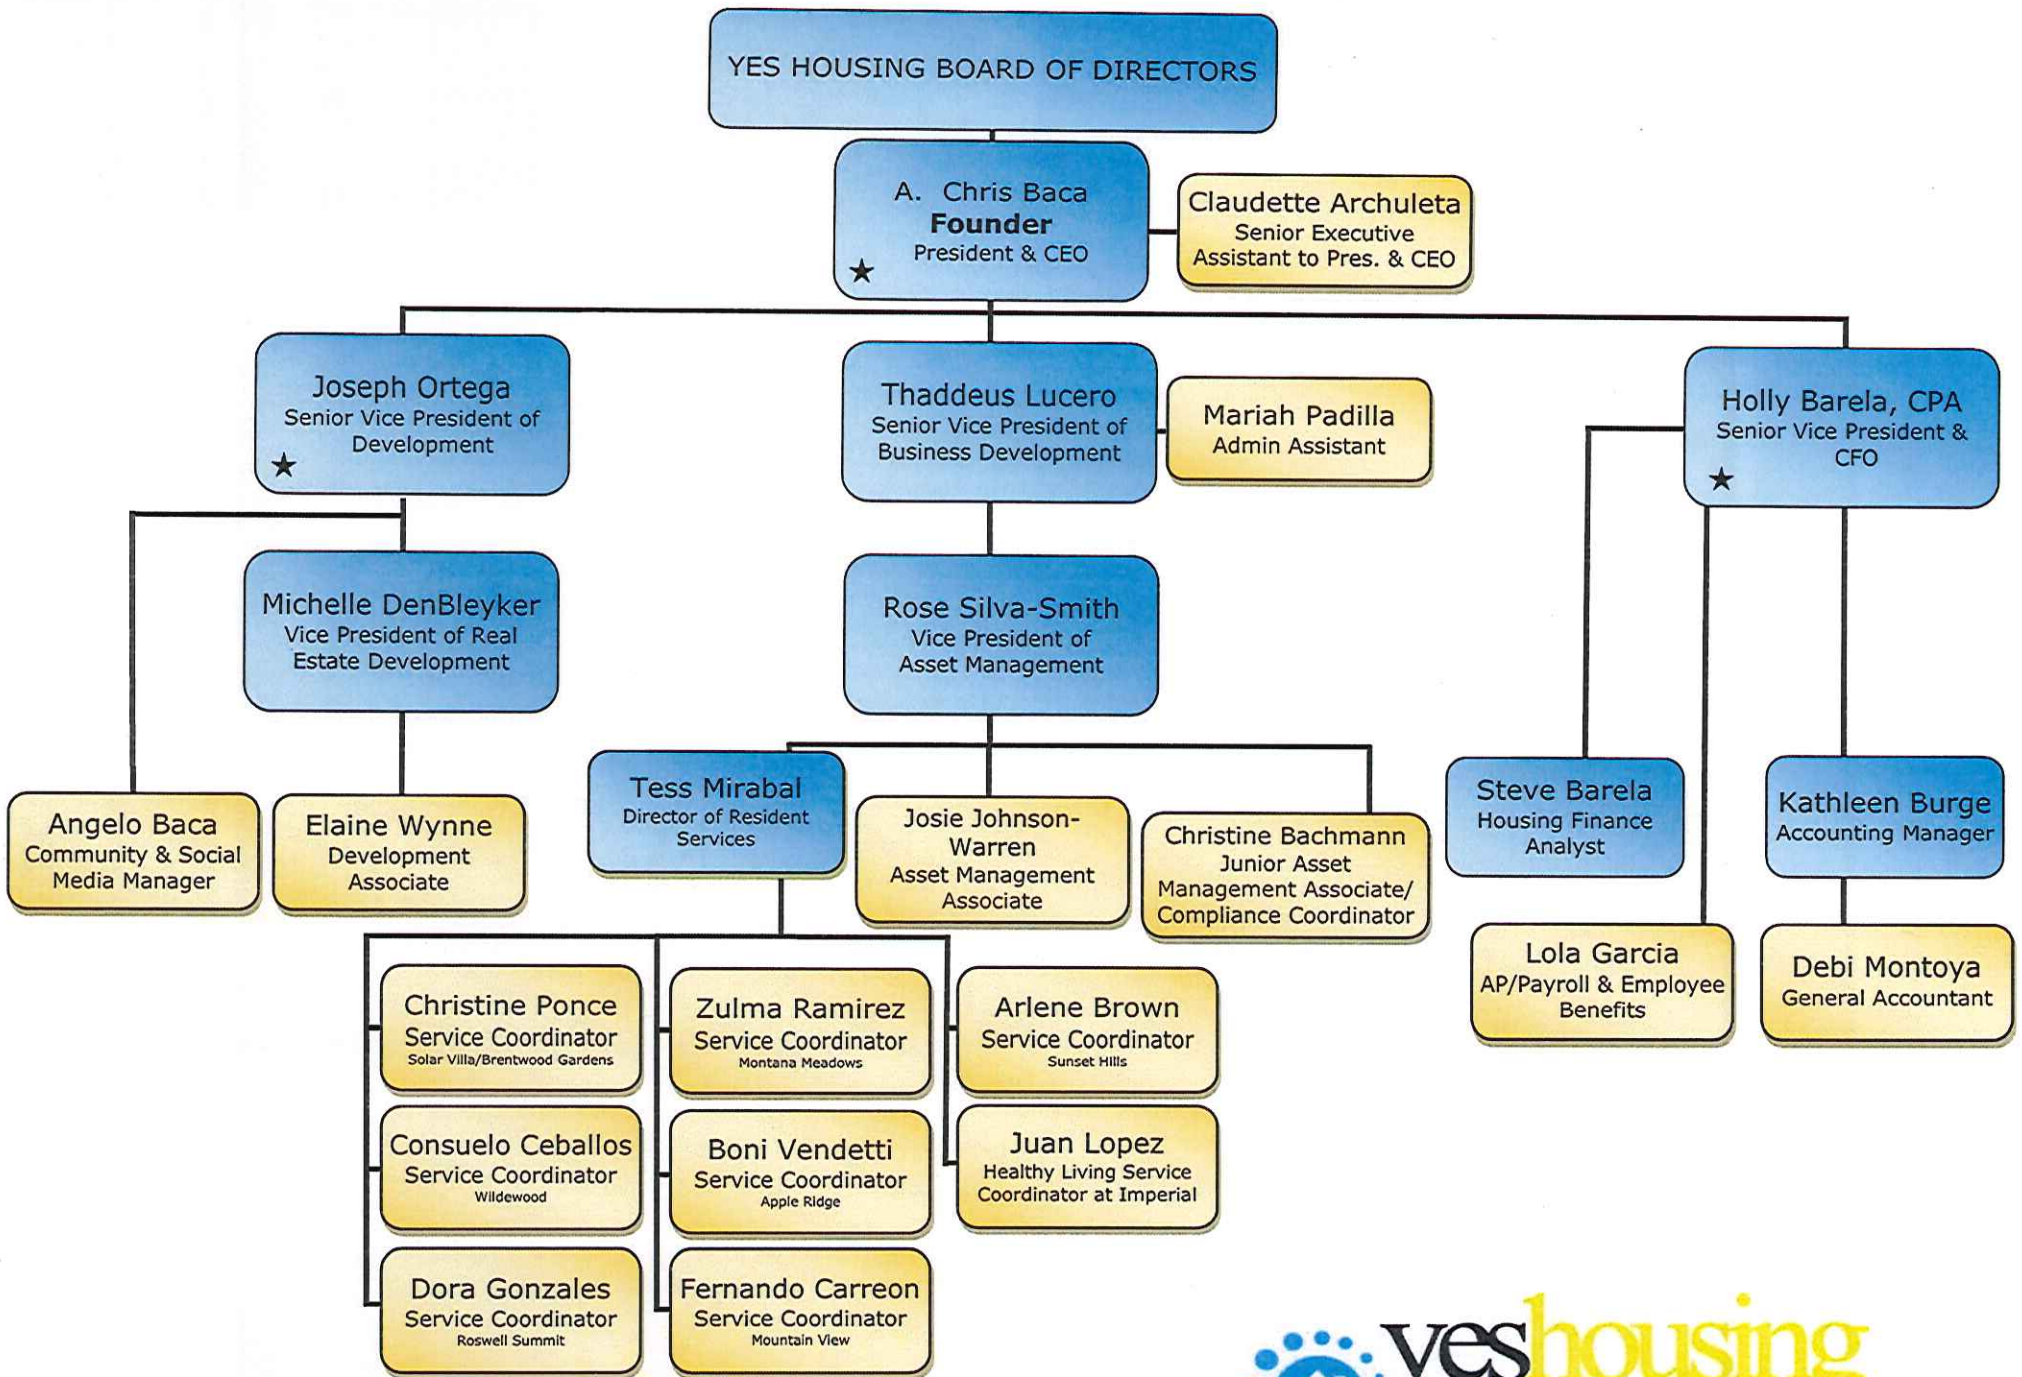 YES HOUSING BOARD OF DIRECTORS
A. Chris Baca
Founder
President & CEO
Claudette Archuleta
Senior Executive
Assistant to Pres. & CEO
Joseph Ortega
Senior Vice President of
Development
Thaddeus Lucero
Senior Vice President of
Business Development
Mariah Padilla
Admin Assistant
Holly Barela, CPA
Senior Vice President &
CFO
Michelle DenBleyker
Vice President of Real
Estate Development
Rose Silva-Smith
Vice President of
Asset Management
Angelo Baca
Community & Social
Media Manager
Elaine Wynne
Development
Associate
Tess Mirabal
Director of Resident
Services
Josie Johnson-
Warren
Asset Management
Associate
Christine Bachmann
Junior Asset
Management Associate/
Compliance Coordinator
Steve Barela
Housing Finance
Analyst
Kathleen Burge
Accounting Manager
Lola Garcia
AP/Payroll & Employee
Benefits
Debi Montoya
General Accountant
Christine Ponce
Service Coordinator
Solar Villa/Brentwood Gardens
Zulma Ramirez
Service Coordinator
Montana Meadows
Arlene Brown
Service Coordinator
Sunset Hills
Consuelo Ceballos
Service Coordinator
Wildewood
Boni Vendetti
Service Coordinator
Apple Ridge
Juan Lopez
Healthy Living Service
Coordinator at Imperial
Dora Gonzales
Service Coordinator
Roswell Summit
Fernando Carreon
Service Coordinator
Mountain View
yeshousing